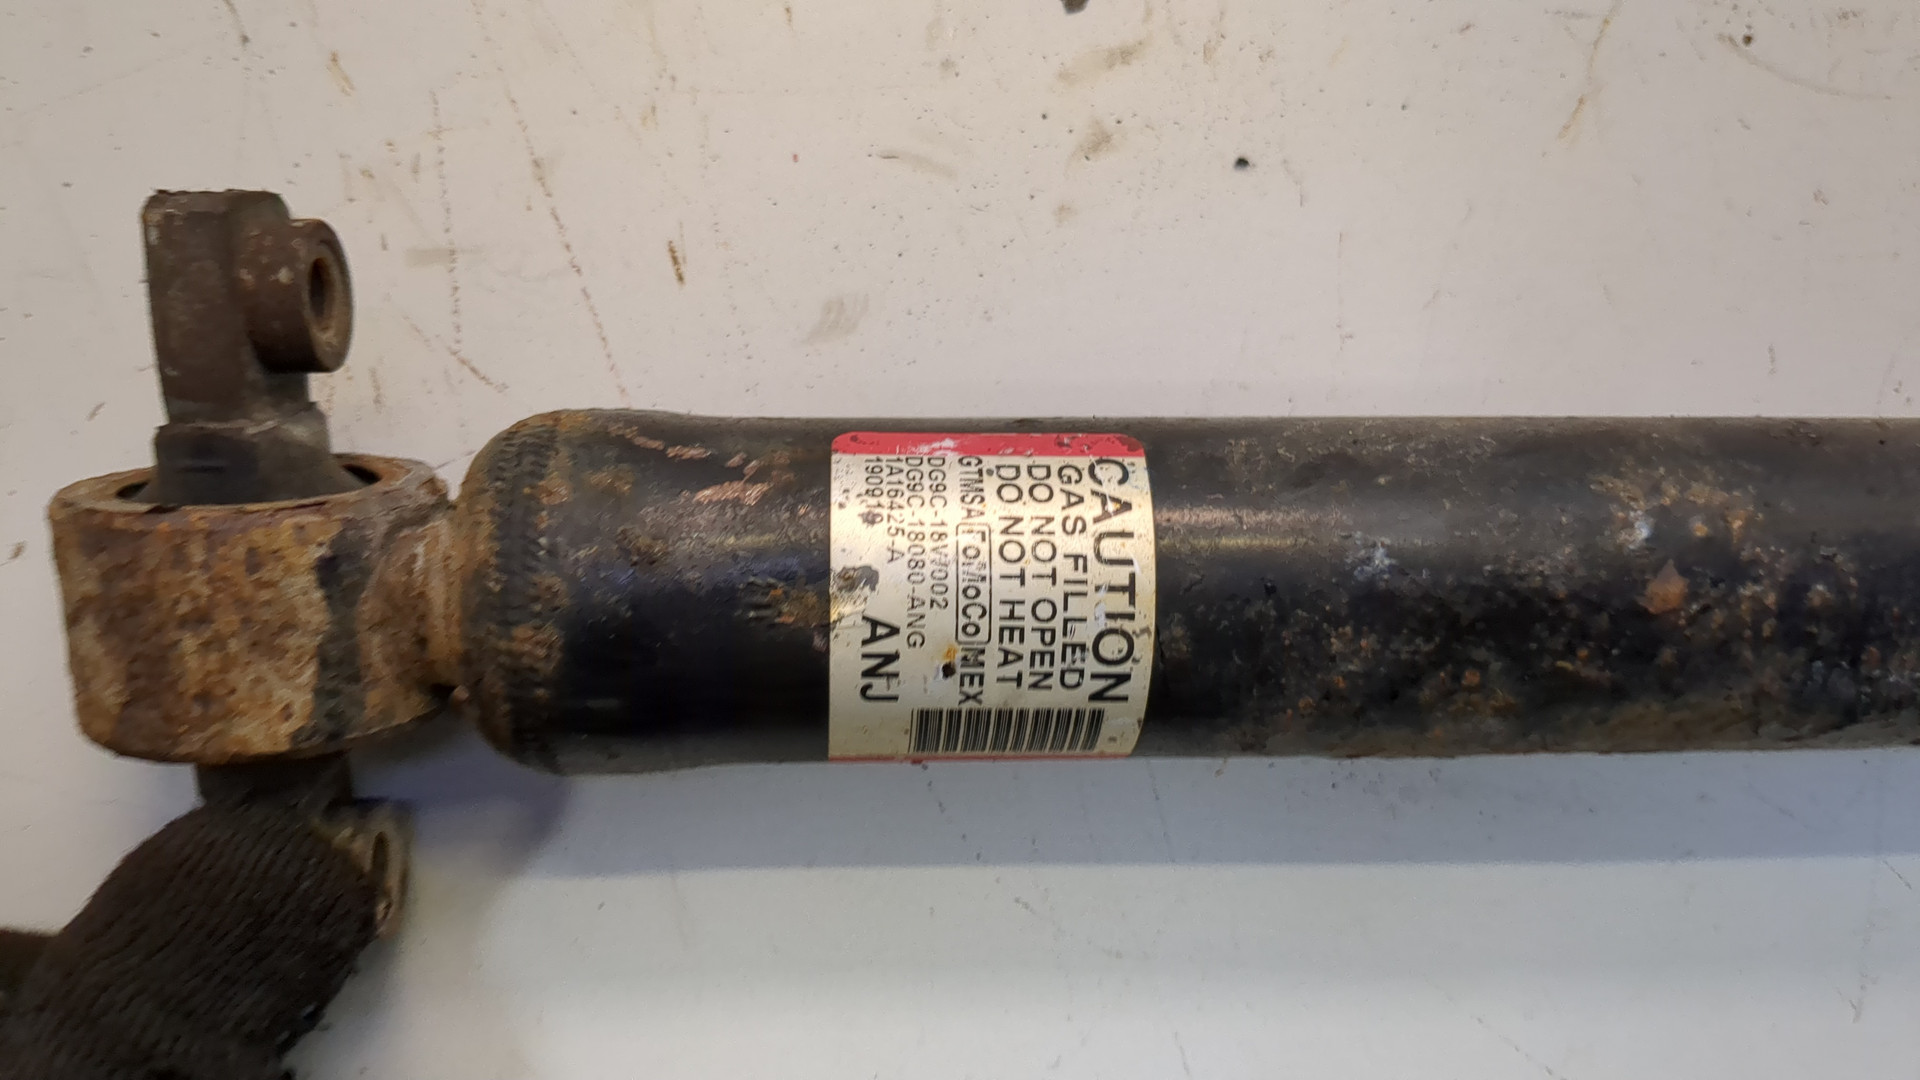 CAUTION
GAS FILLED
DO NOT OPEN
DO NOT HEAT
GTMSA FoMoCo MEX
DG9C-18W002
DG9C-18080-ANG
1A16425-A
190919 ANJ